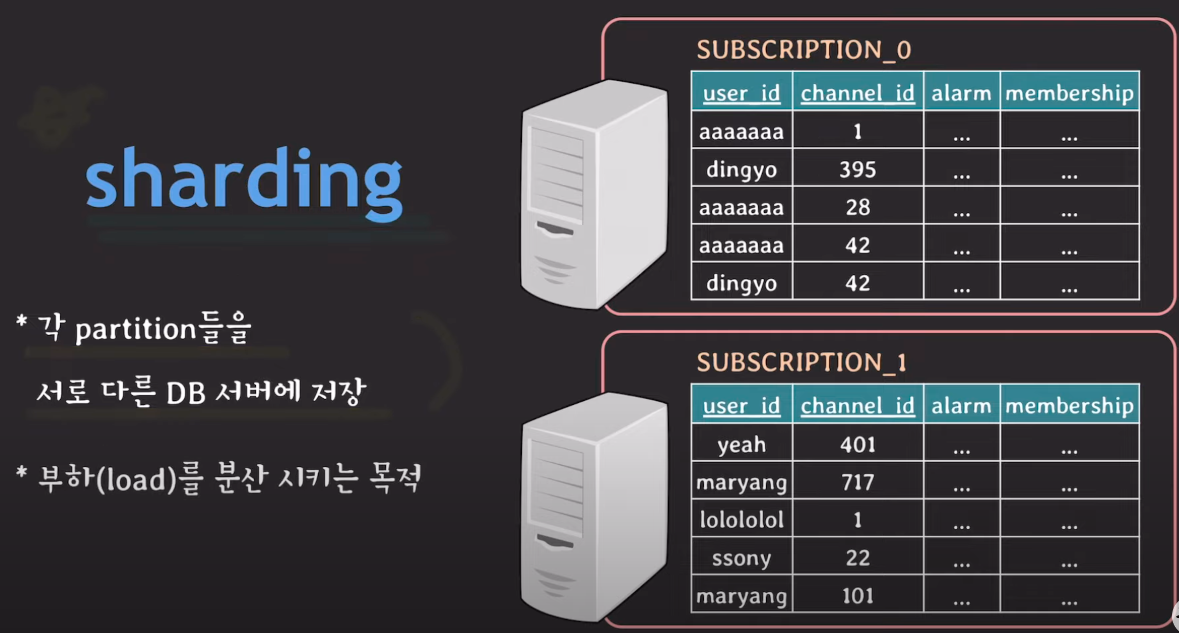 sharding
* 각 partition들을
서로 다른 DB 서버에 저장
* 부하(load)를 분산 시키는 목적
SUBSCRIPTION_0
user_id channel_id alarm membership
aaaaaaa 1 ... ...
dingyo 395 ... ...
aaaaaaa 28 ... ...
aaaaaaa 42 ... ...
dingyo 42 ... ...
SUBSCRIPTION_1
user_id channel_id alarm membership
yeah 401 ... ...
maryang 717 ... ...
lolololol 1 ... ...
ssony 22 ... ...
maryang 101 ... ...